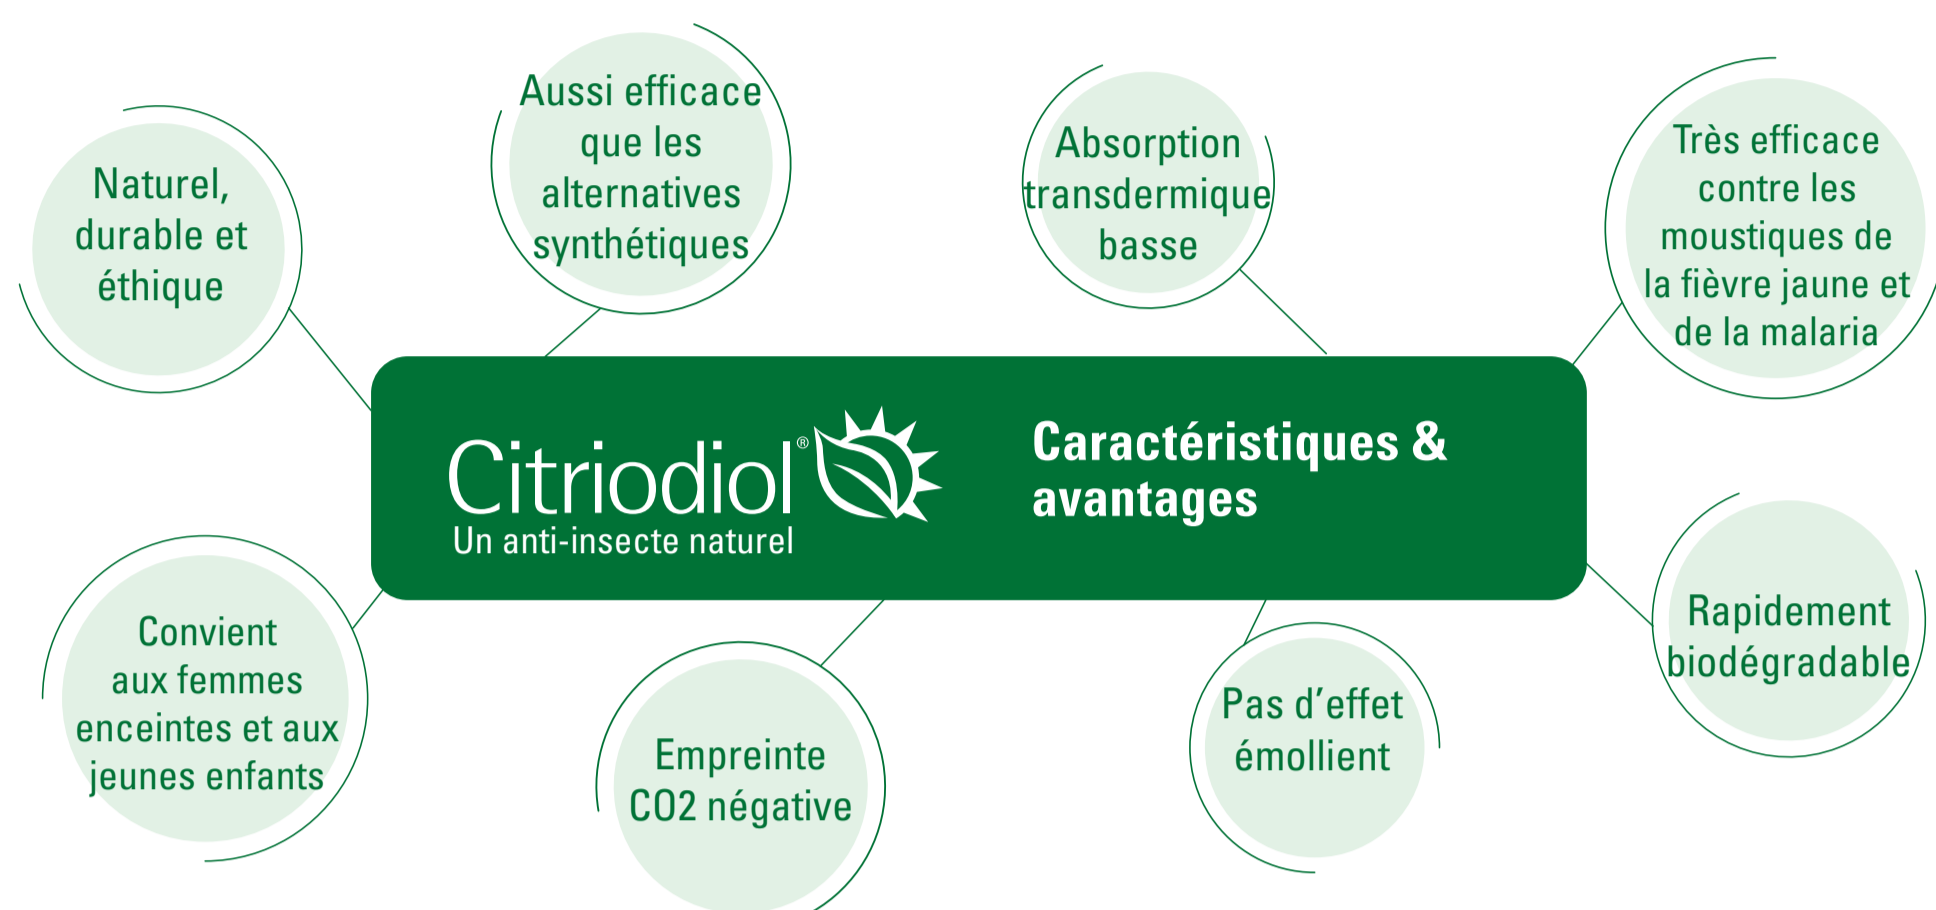 Naturel,
durable et
éthique
Aussi efficace
que les
alternatives
synthétiques
Absorption
transdermique
basse
Très efficace
contre les
moustiques de
la fièvre jaune et
de la malaria
Citriodiol®
Un anti-insecte naturel
Caractéristiques &
avantages
Convient
aux femmes
enceintes et aux
jeunes enfants
Empreinte
CO2 négative
Pas d’effet
émollient
Rapidement
biodégradable